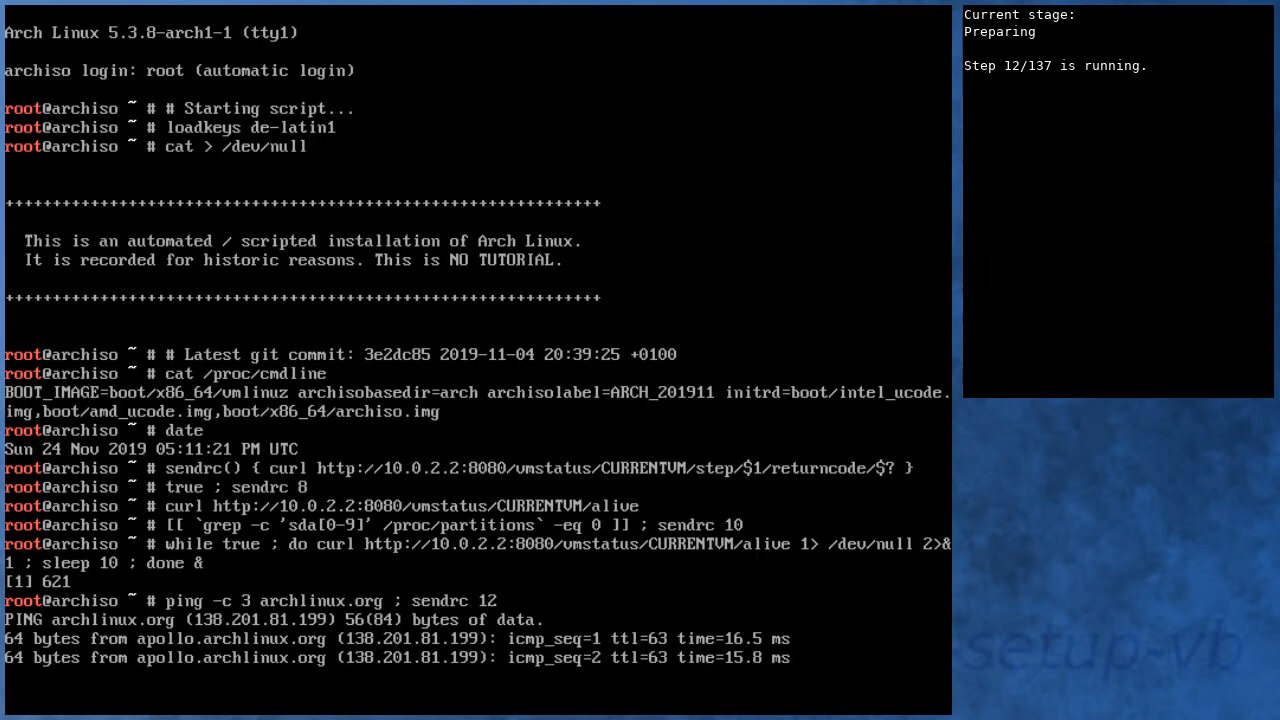 Arch Linux 5.3.8-arch1-1 (tty1)
archiso login: root (automatic login)
root@archiso ~ # # Starting script...
root@archiso ~ # loadkeys de-latin1
root@archiso ~ # cat > /dev/null
+++++++++++++++++++++++++++++++++++++++++++++++++++++++++++++++
This is an automated / scripted installation of Arch Linux.
It is recorded for historic reasons. This is NO TUTORIAL.
+++++++++++++++++++++++++++++++++++++++++++++++++++++++++++++++
root@archiso ~ # # Latest git commit: 3e2dc85 2019-11-04 20:39:25 +0100
root@archiso ~ # cat /proc/cmdline
BOOT_IMAGE=boot/x86_64/vmlinuz archisobasedir=arch archisolabel=ARCH_201911 initrd=boot/intel_ucode.
img,boot/amd_ucode.img,boot/x86_64/archiso.img
root@archiso ~ # date
Sun 24 Nov 2019 05:11:21 PM UTC
root@archiso ~ # sendrc() { curl http://10.0.2.2:8080/vmstatus/CURRENTVM/step/$1/returncode/$? }
root@archiso ~ # true ; sendrc 8
root@archiso ~ # curl http://10.0.2.2:8080/vmstatus/CURRENTVM/alive
root@archiso ~ # [[ `grep -c 'sda[0-9]' /proc/partitions` -eq 0 ]] ; sendrc 10
root@archiso ~ # while true ; do curl http://10.0.2.2:8080/vmstatus/CURRENTVM/alive 1> /dev/null 2>&
1 ; sleep 10 ; done &
[1] 621
root@archiso ~ # ping -c 3 archlinux.org ; sendrc 12
PING archlinux.org (138.201.81.199) 56(84) bytes of data.
64 bytes from apollo.archlinux.org (138.201.81.199): icmp_seq=1 ttl=63 time=16.5 ms
64 bytes from apollo.archlinux.org (138.201.81.199): icmp_seq=2 ttl=63 time=15.8 ms
Current stage:
Preparing
Step 12/137 is running.
setup-vb